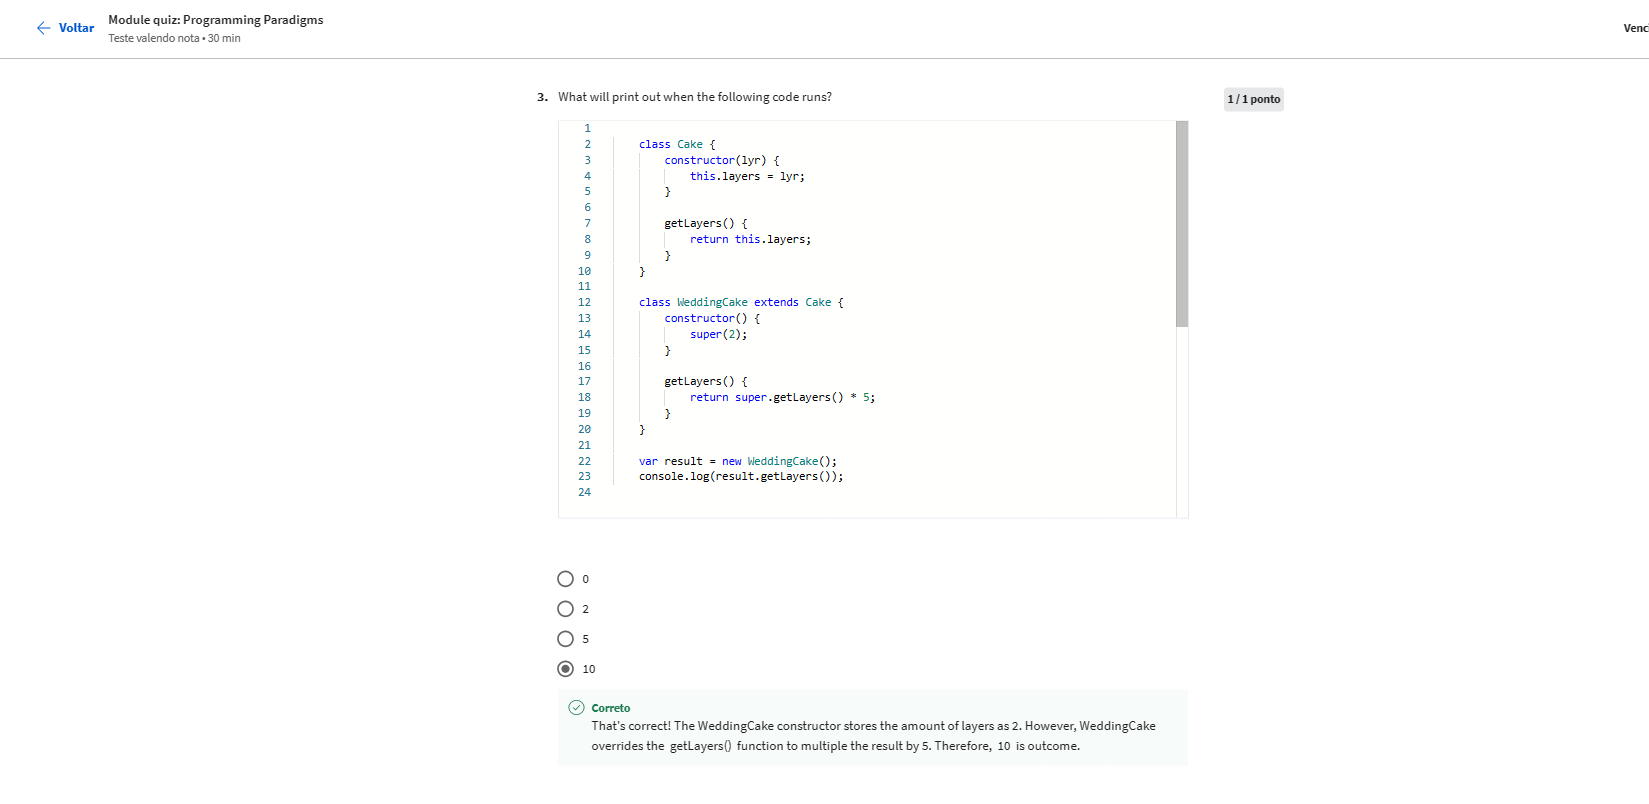 Voltar
Module quiz: Programming Paradigms
Teste valendo nota • 30 min
Venc
3. What will print out when the following code runs?
1 / 1 ponto
1
2 class Cake {
3 constructor(lyr) {
4 this.layers = lyr;
5 }
6
7 getLayers() {
8 return this.layers;
9 }
10 }
11
12 class WeddingCake extends Cake {
13 constructor() {
14 super(2);
15 }
16
17 getLayers() {
18 return super.getLayers() * 5;
19 }
20 }
21
22 var result = new WeddingCake();
23 console.log(result.getLayers());
24
0
2
5
10
Correto
That's correct! The WeddingCake constructor stores the amount of layers as 2. However, WeddingCake
overrides the getLayers() function to multiple the result by 5. Therefore, 10 is outcome.